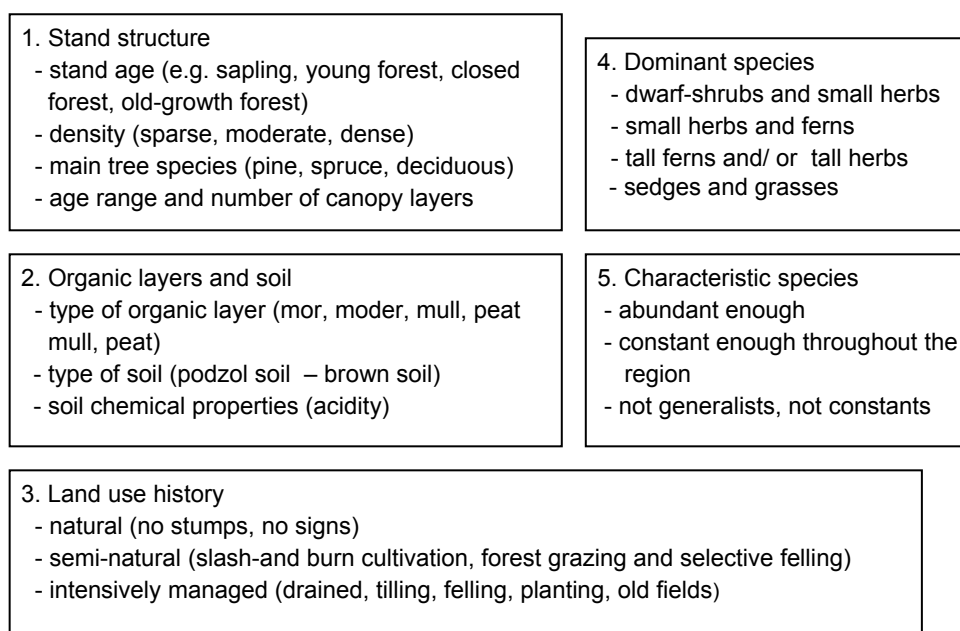 1. Stand structure
- stand age (e.g. sapling, young forest, closed
forest, old-growth forest)
- density (sparse, moderate, dense)
- main tree species (pine, spruce, deciduous)
- age range and number of canopy layers
2. Organic layers and soil
- type of organic layer (mor, moder, mull, peat
mull, peat)
- type of soil (podzol soil – brown soil)
- soil chemical properties (acidity)
3. Land use history
- natural (no stumps, no signs)
- semi-natural (slash-and burn cultivation, forest grazing and selective felling)
- intensively managed (drained, tilling, felling, planting, old fields)
4. Dominant species
- dwarf-shrubs and small herbs
- small herbs and ferns
- tall ferns and/ or tall herbs
- sedges and grasses
5. Characteristic species
- abundant enough
- constant enough throughout the
region
- not generalists, not constants